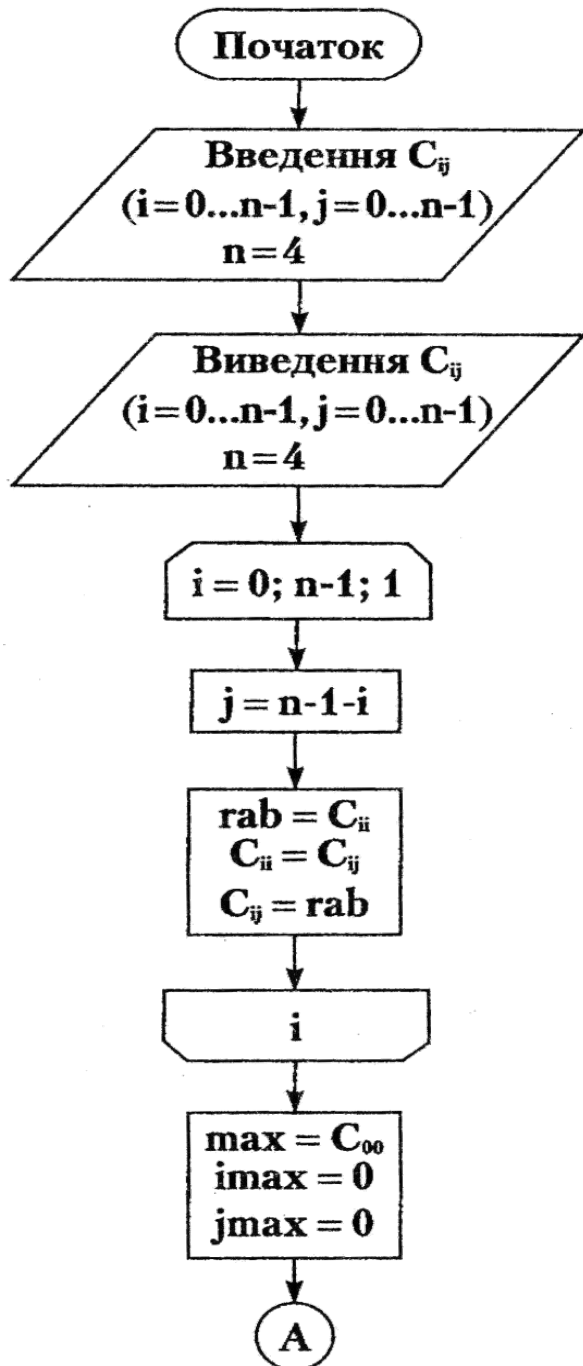 Початок
Введення Cij
(i=0...n-1, j=0...n-1)
n=4
Виведення Cij
(i=0...n-1, j=0...n-1)
n=4
i = 0; n-1; 1
j = n-1-i
rab = Cii
Cii = Cij
Cij = rab
i
max = C00
imax = 0
jmax = 0
A